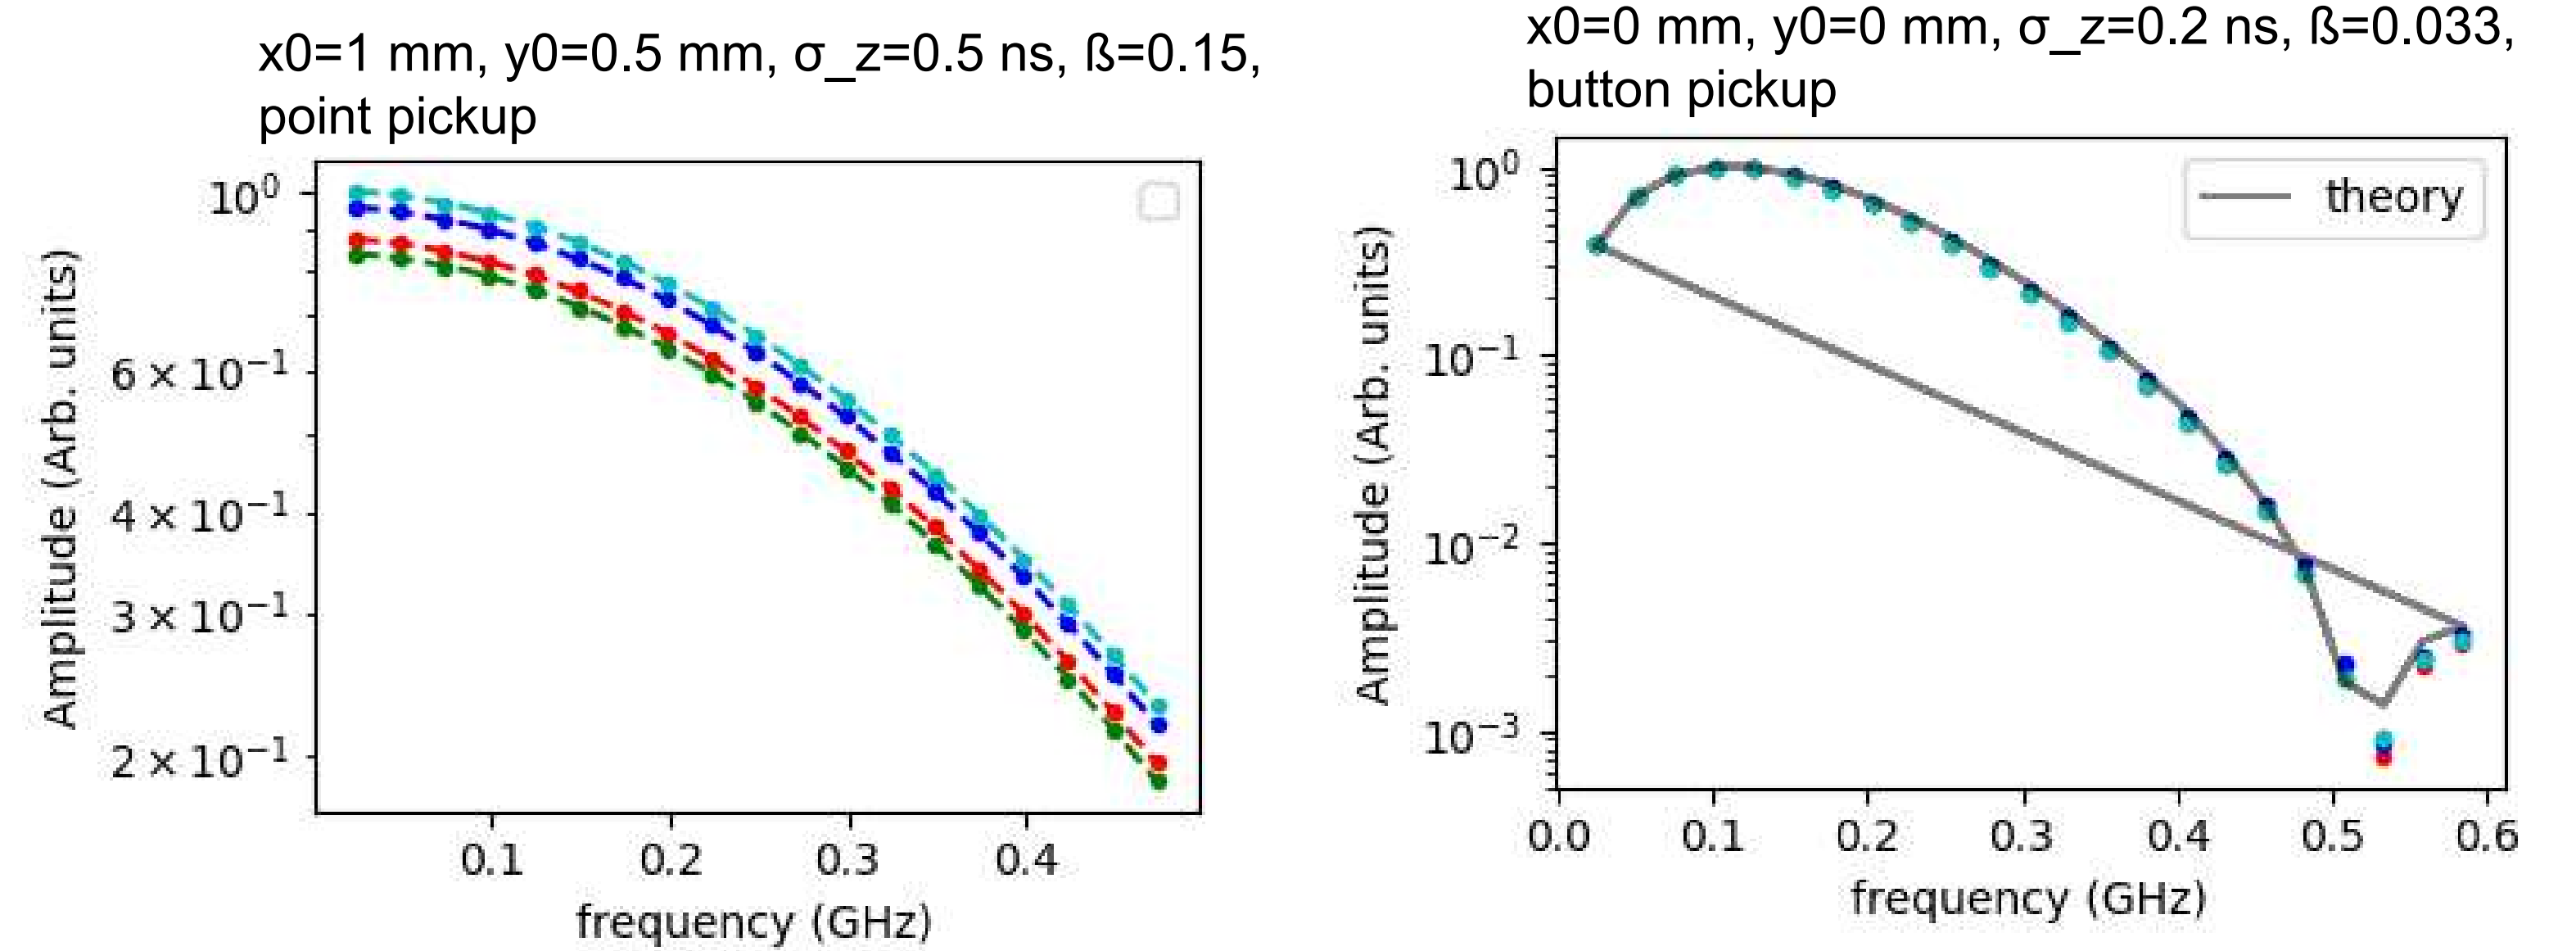 x0=1 mm, y0=0.5 mm, σ_z=0.5 ns, ß=0.15,
point pickup
10⁰
6 × 10⁻¹
4 × 10⁻¹
3 × 10⁻¹
2 × 10⁻¹
Amplitude (Arb. units)
0.1 0.2 0.3 0.4
frequency (GHz)
x0=0 mm, y0=0 mm, σ_z=0.2 ns, ß=0.033,
button pickup
theory
10⁰
10⁻¹
10⁻²
10⁻³
Amplitude (Arb. units)
0.0 0.1 0.2 0.3 0.4 0.5 0.6
frequency (GHz)